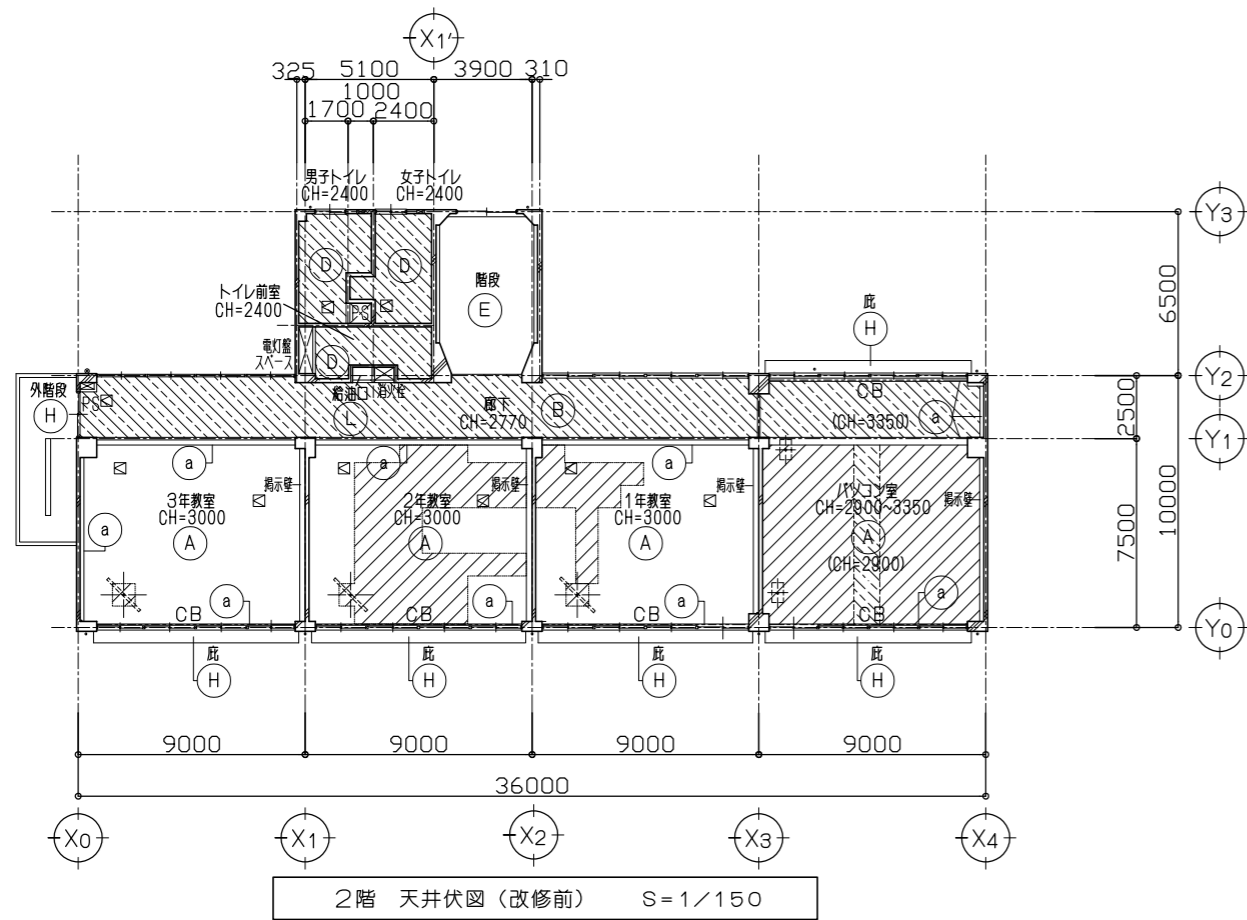 X1'
325 5100 3900 310
1000
1700 2400
男子トイレ
CH=2400
女子トイレ
CH=2400
Y3
D
D
階段
E
トイレ前室
CH=2400
PS
庇
H
6500
電灯盤
スペース
D
給油口
消火栓
Y2
外階段
H
PS
L
廊下
CH=2770
B
CB
(CH=3350)
a
2500
Y1
a
a
a
掲示壁
掲示壁
掲示壁
掲示壁
3年教室
CH=3000
A
2年教室
CH=3000
A
1年教室
CH=3000
A
パソコン室
CH=2900~3350
A
(CH=2900)
a
7500
10000
a
a
a
a
CB
CB
CB
CB
Y0
庇
H
庇
H
庇
H
庇
H
9000 9000 9000 9000
36000
X0 X1 X2 X3 X4
2階 天井伏図(改修前) S=1/150